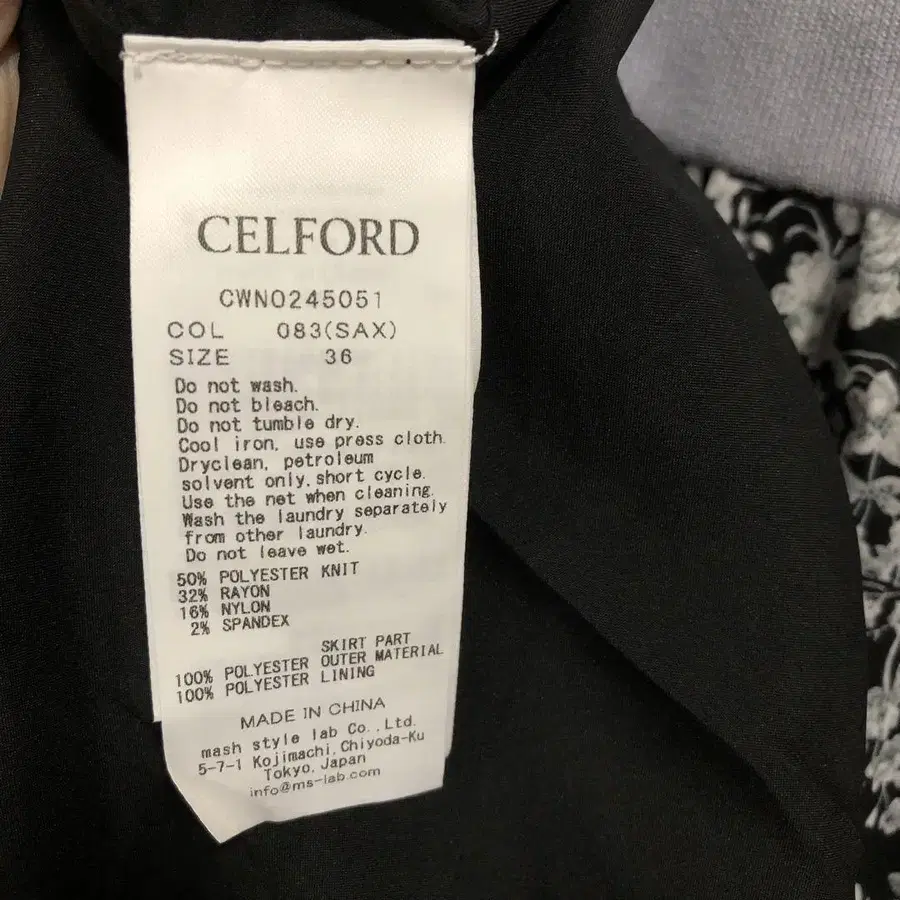 CELFORD
CWNO245051
COL 083(SAX)
SIZE 36
Do not wash.
Do not bleach.
Do not tumble dry.
Cool iron, use press cloth.
Dryclean, petroleum
solvent only, short cycle.
Use the net when cleaning.
Wash the laundry separately
from other laundry.
Do not leave wet.
50% POLYESTER KNIT
32% RAYON
16% NYLON
2% SPANDEX
SKIRT PART
100% POLYESTER OUTER MATERIAL
100% POLYESTER LINING
MADE IN CHINA
mash style lab Co., Ltd.
5-7-1 Kojimachi, Chiyoda-Ku
Tokyo, Japan
info@ms-lab.com